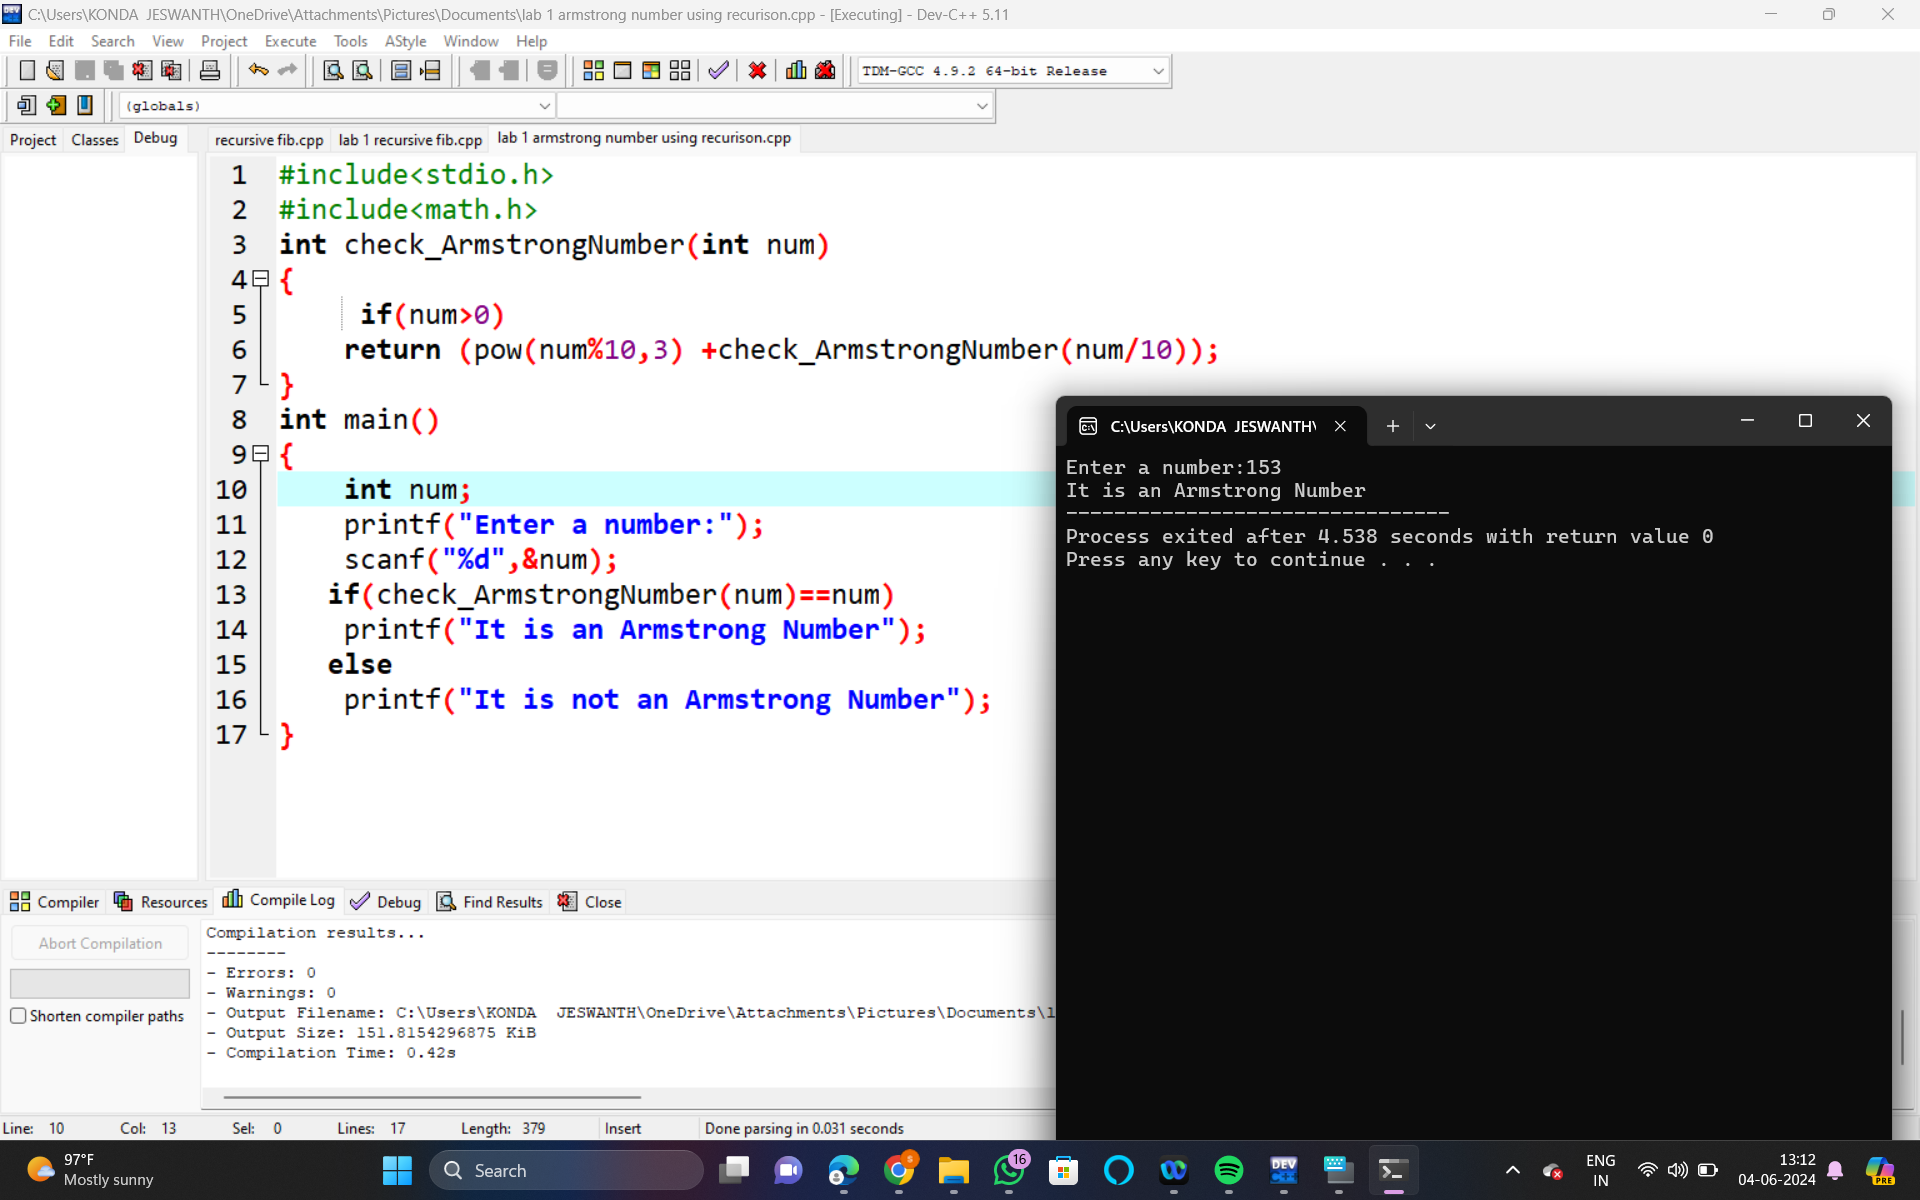 C:\Users\KONDA  JESWANTH\OneDrive\Attachments\Pictures\Documents\lab 1 armstrong number using recurison.cpp - [Executing] - Dev-C++ 5.11
File Edit Search View Project Execute Tools AStyle Window Help
TDM-GCC 4.9.2 64-bit Release
(globals)
Project Classes Debug
recursive fib.cpp lab 1 recursive fib.cpp lab 1 armstrong number using recurison.cpp
1 #include<stdio.h>
2 #include<math.h>
3 int check_ArmstrongNumber(int num)
4 {
5 if(num>0)
6 return (pow(num%10,3) +check_ArmstrongNumber(num/10));
7 }
8 int main()
9 {
10 int num;
11 printf("Enter a number:");
12 scanf("%d",&num);
13 if(check_ArmstrongNumber(num)==num)
14 printf("It is an Armstrong Number");
15 else
16 printf("It is not an Armstrong Number");
17 }
C:\Users\KONDA  JESWANTH\
Enter a number:153
It is an Armstrong Number
--------------------------------
Process exited after 4.538 seconds with return value 0
Press any key to continue . . .
Compiler Resources Compile Log Debug Find Results Close
Abort Compilation
Shorten compiler paths
Compilation results...
--------
- Errors: 0
- Warnings: 0
- Output Filename: C:\Users\KONDA  JESWANTH\OneDrive\Attachments\Pictures\Documents\l
- Output Size: 151.8154296875 KiB
- Compilation Time: 0.42s
Line: 10 Col: 13 Sel: 0 Lines: 17 Length: 379 Insert Done parsing in 0.031 seconds
97°F
Mostly sunny
Search
16
DEV
C++
ENG
IN
13:12
04-06-2024
PRE